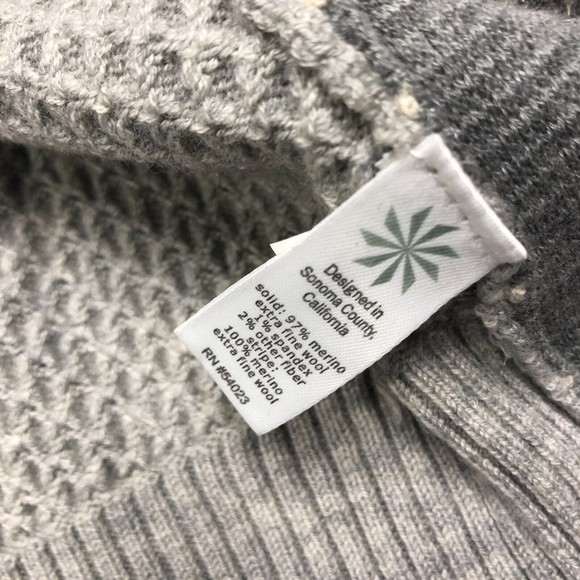 Designed in
Sonoma County,
California
solid: 97% merino
extra fine wool
1% spandex
2% other fiber
stripe:
100% merino
extra fine wool
RN #54023